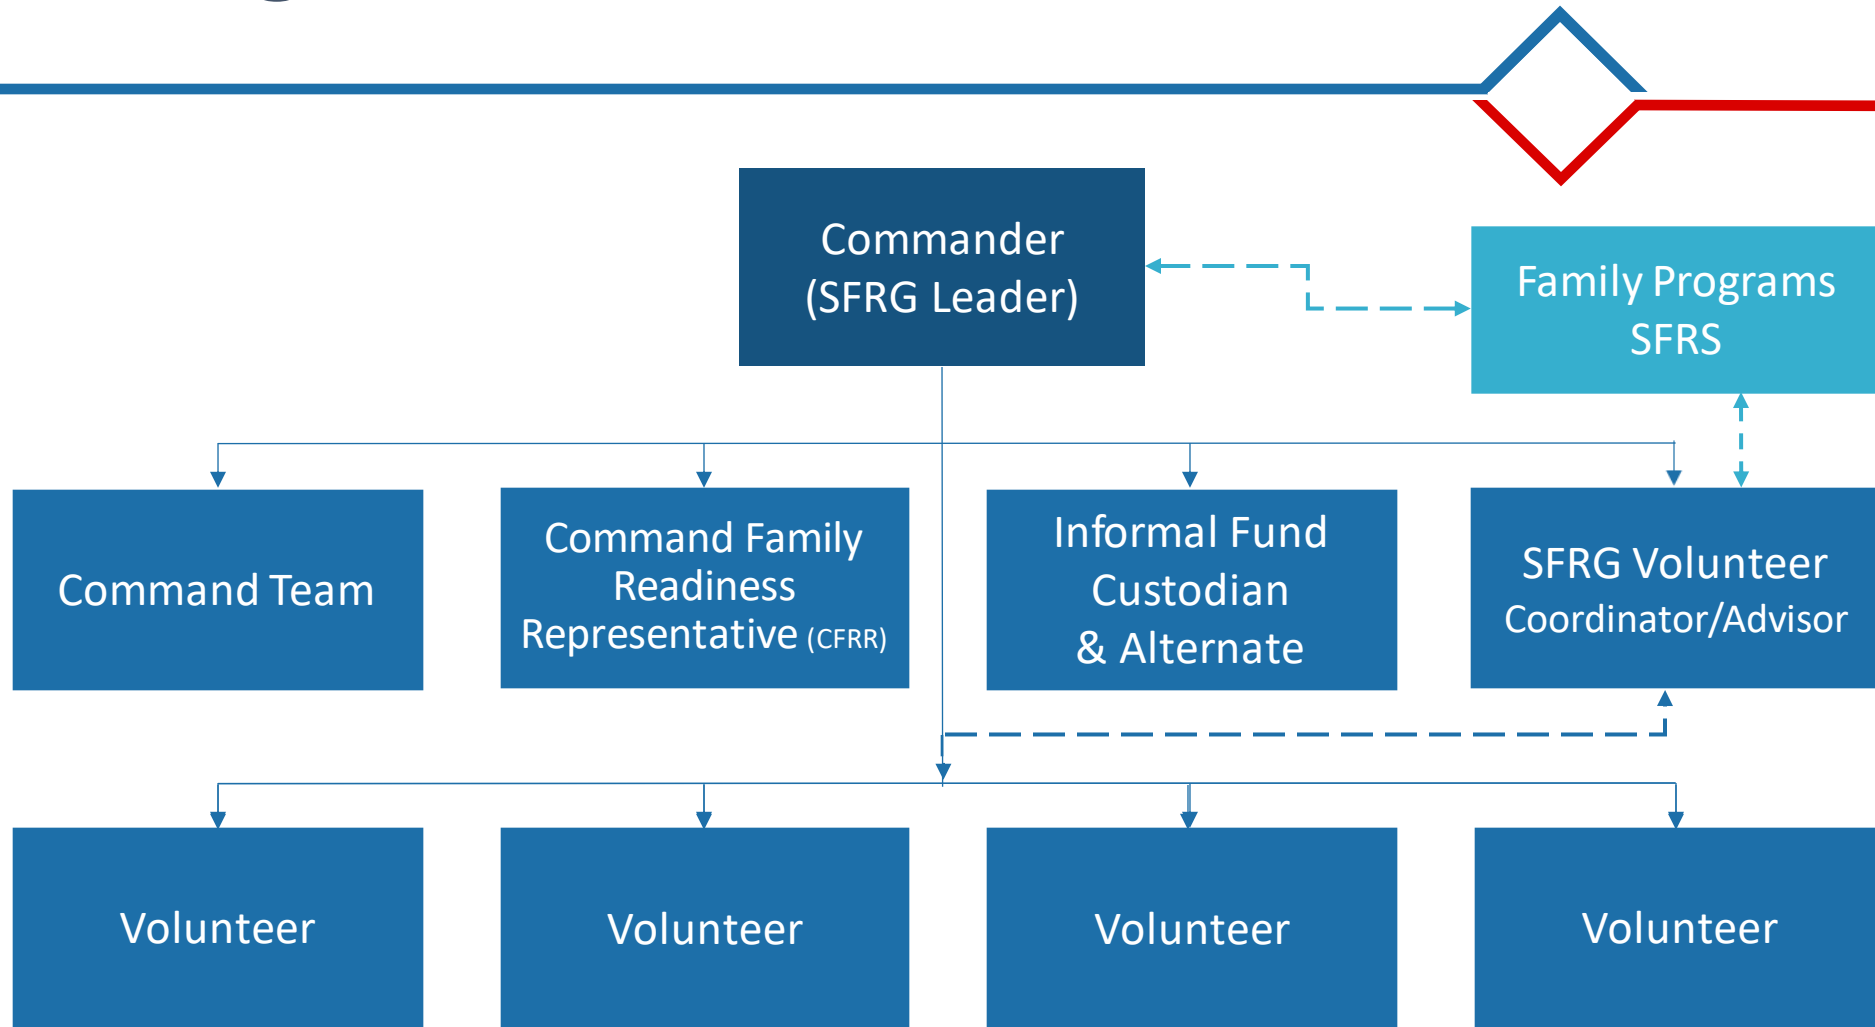 Commander
(SFRG Leader)
Family Programs
SFRS
Command Team
Command Family
Readiness
Representative (CFRR)
Informal Fund
Custodian
& Alternate
SFRG Volunteer
Coordinator/Advisor
Volunteer
Volunteer
Volunteer
Volunteer